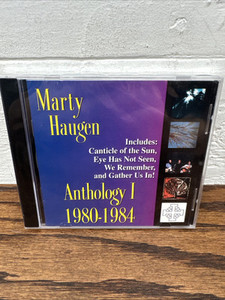 Marty
Haugen
Includes:
Canticle of the Sun,
Eye Has Not Seen,
We Remember,
and Gather Us In!
Anthology I
1980-1984